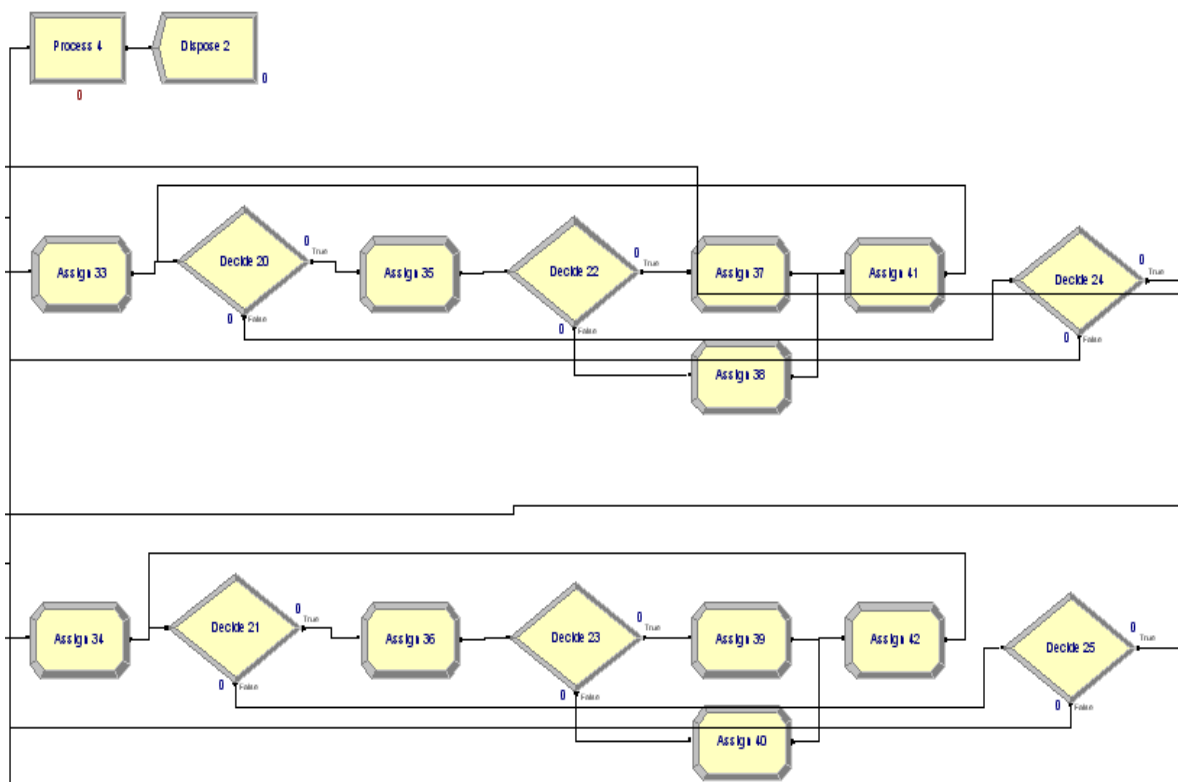 Process 4
Dispose 2
0
0
Assign 33
Decide 20
0
True
0
False
Assign 35
Decide 22
0
True
0
False
Assign 37
Assign 41
Assign 38
Decide 24
0
True
0
False
Assign 34
Decide 21
0
True
0
False
Assign 36
Decide 23
0
True
0
False
Assign 39
Assign 42
Assign 40
Decide 25
0
True
0
False